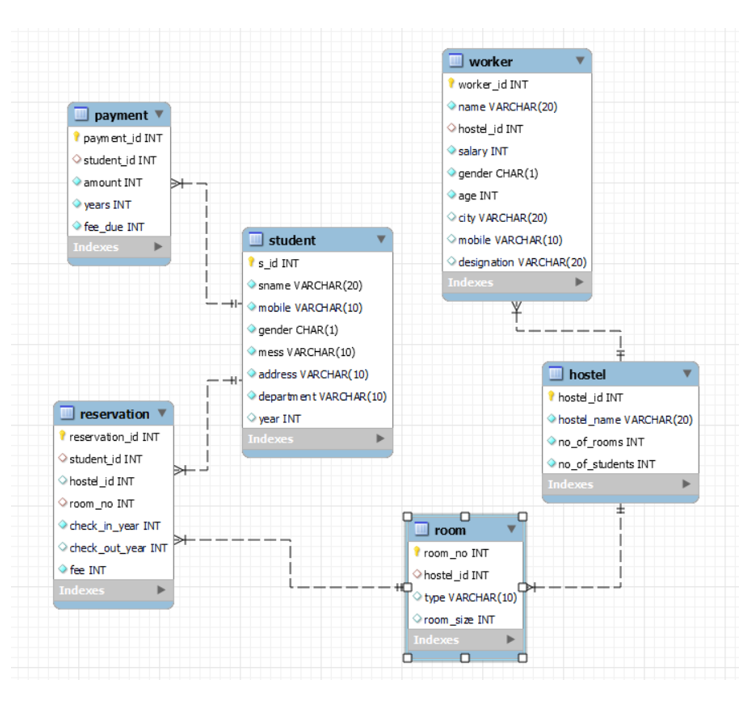 worker
worker_id INT
name VARCHAR(20)
hostel_id INT
salary INT
gender CHAR(1)
age INT
city VARCHAR(20)
mobile VARCHAR(10)
designation VARCHAR(20)
Indexes
payment
payment_id INT
student_id INT
amount INT
years INT
fee_due INT
Indexes
student
s_id INT
sname VARCHAR(20)
mobile VARCHAR(10)
gender CHAR(1)
mess VARCHAR(10)
address VARCHAR(10)
department VARCHAR(10)
year INT
Indexes
hostel
hostel_id INT
hostel_name VARCHAR(20)
no_of_rooms INT
no_of_students INT
Indexes
reservation
reservation_id INT
student_id INT
hostel_id INT
room_no INT
check_in_year INT
check_out_year INT
fee INT
Indexes
room
room_no INT
hostel_id INT
type VARCHAR(10)
room_size INT
Indexes